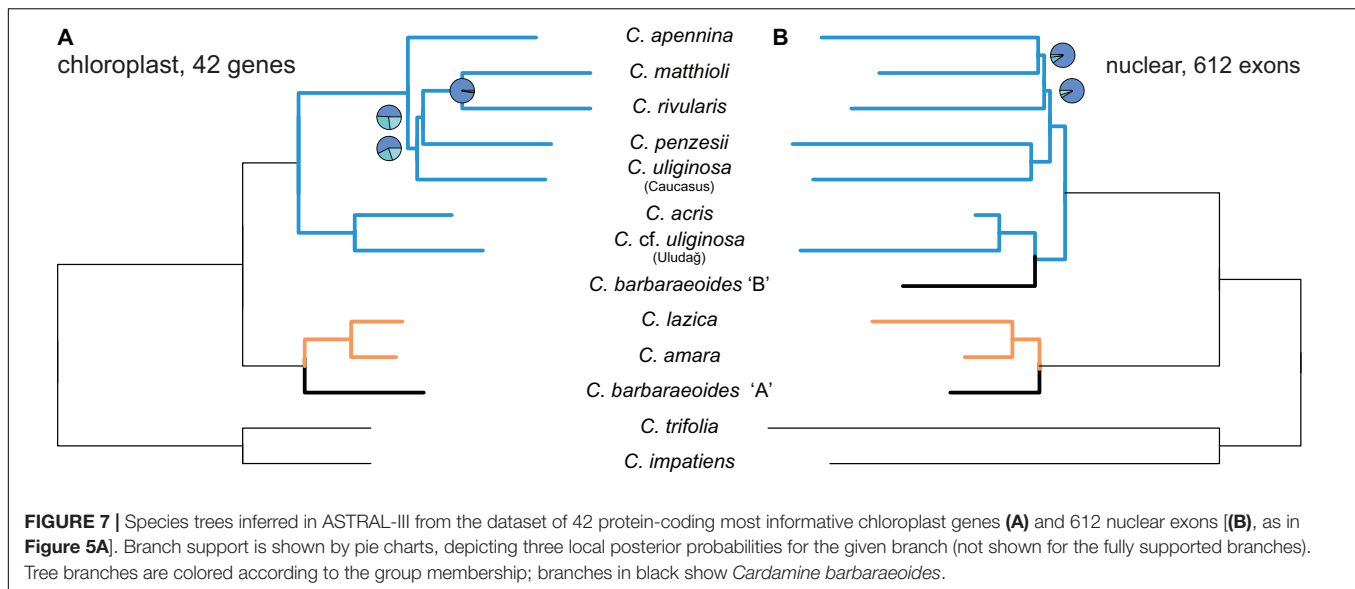 A
chloroplast, 42 genes
B
nuclear, 612 exons
C. apennina
C. matthioli
C. rivularis
C. penzesii
C. uliginosa
(Caucasus)
C. acris
C. cf. uliginosa
(Uludağ)
C. barbaraeoides 'B'
C. lazica
C. amara
C. barbaraeoides 'A'
C. trifolia
C. impatiens
FIGURE 7 | Species trees inferred in ASTRAL-III from the dataset of 42 protein-coding most informative chloroplast genes (A) and 612 nuclear exons [(B), as in
Figure 5A]. Branch support is shown by pie charts, depicting three local posterior probabilities for the given branch (not shown for the fully supported branches).
Tree branches are colored according to the group membership; branches in black show Cardamine barbaraeoides.